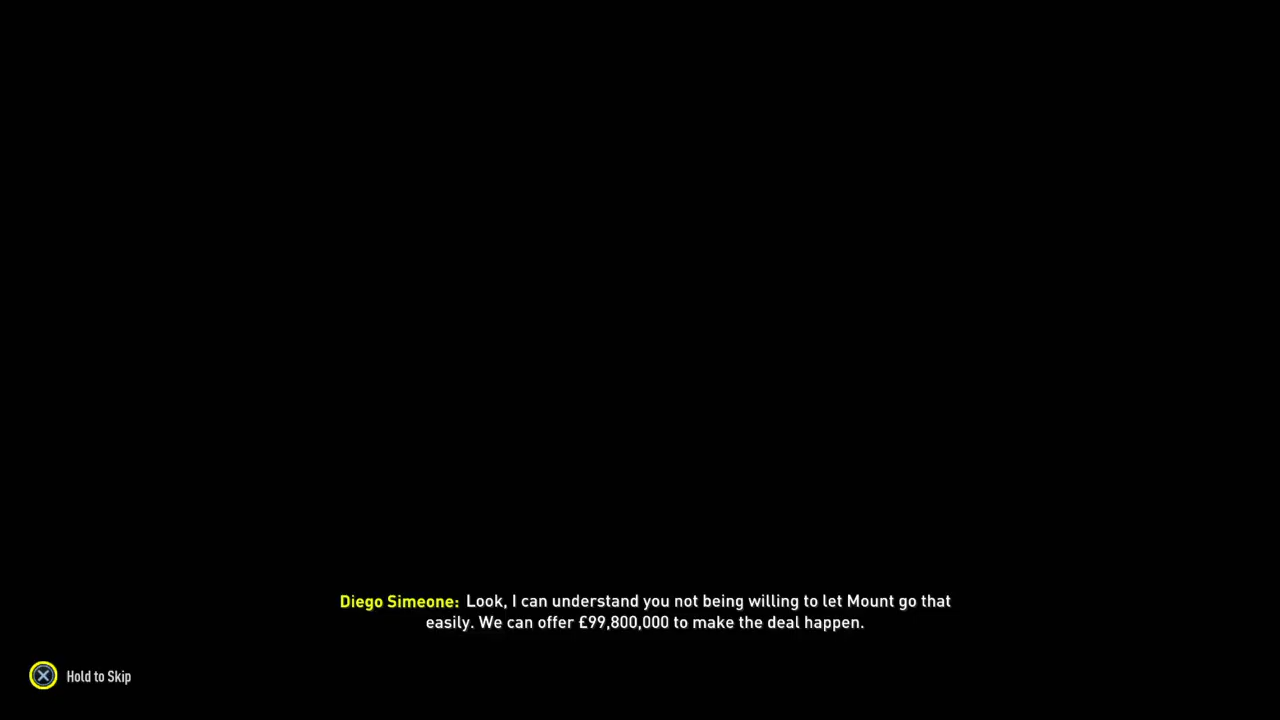 Diego Simeone: Look, I can understand you not being willing to let Mount go that
easily. We can offer £99,800,000 to make the deal happen.
Hold to Skip